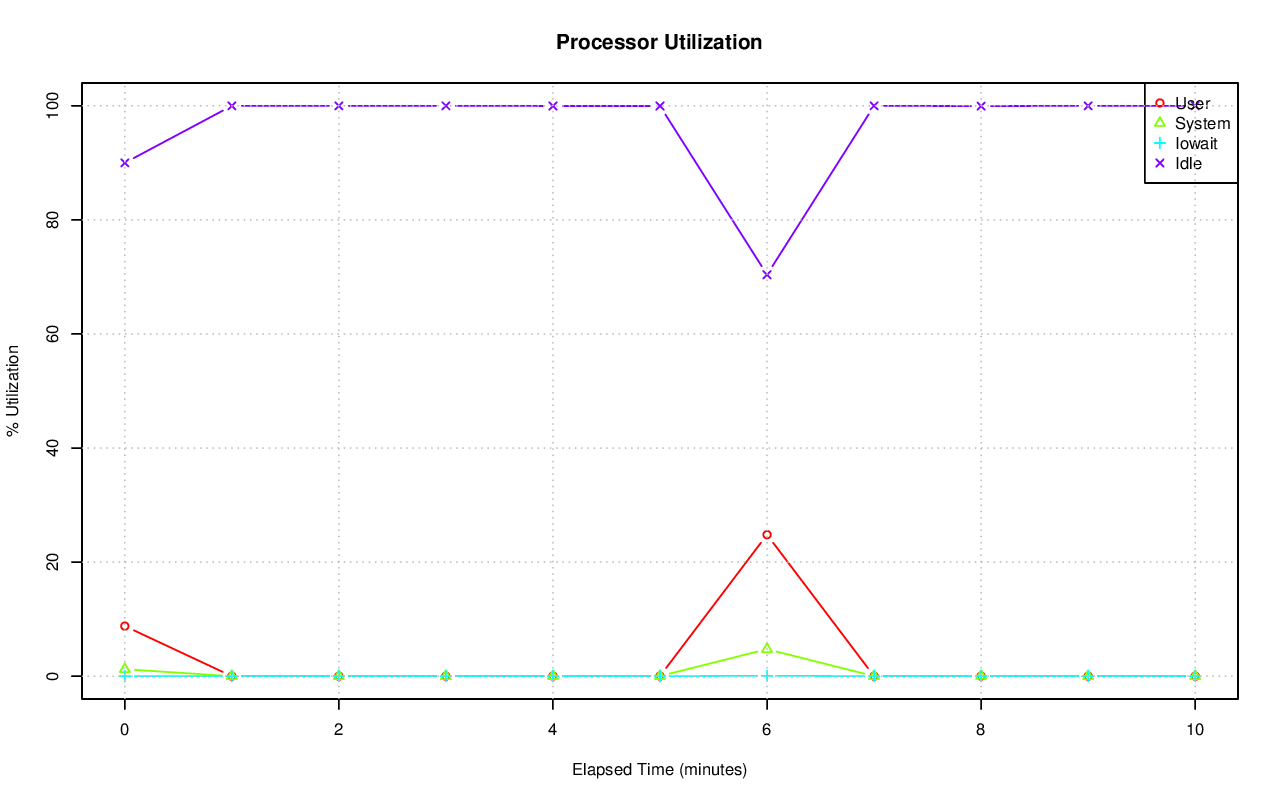 Processor Utilization
% Utilization
100
80
60
40
20
0
User
System
Iowait
Idle
0 2 4 6 8 10
Elapsed Time (minutes)